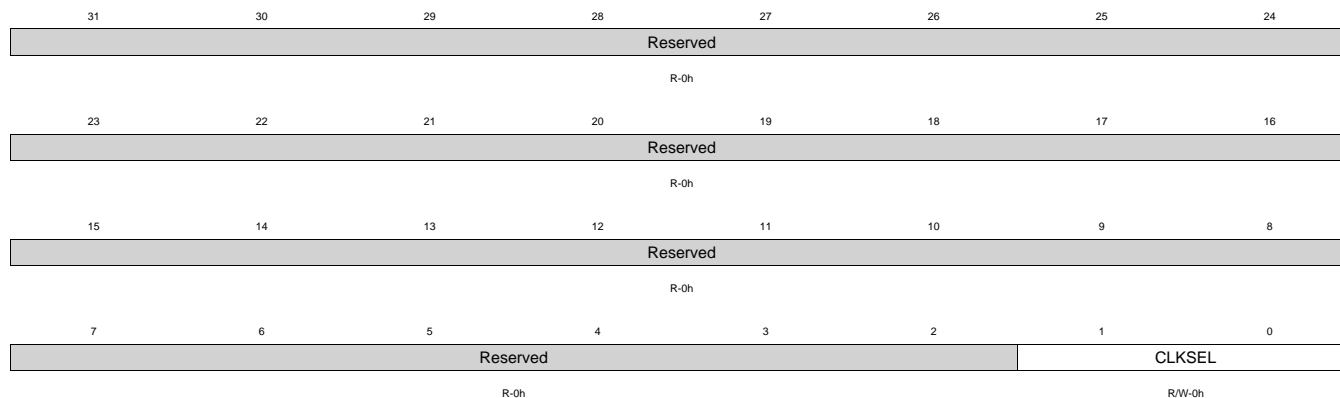 31 30 29 28 27 26 25 24
Reserved
R-0h
23 22 21 20 19 18 17 16
Reserved
R-0h
15 14 13 12 11 10 9 8
Reserved
R-0h
7 6 5 4 3 2 1 0
Reserved CLKSEL
R-0h R/W-0h